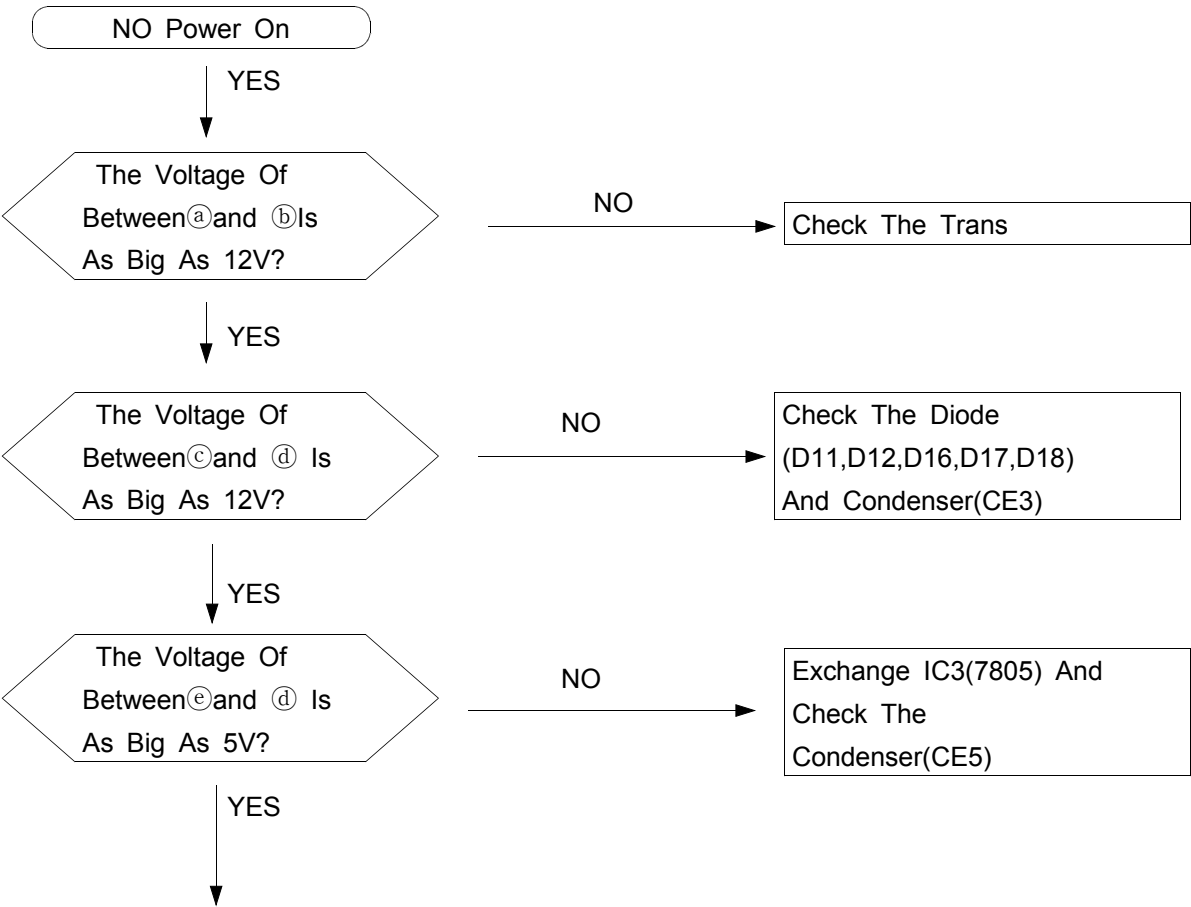 NO Power On
YES
The Voltage Of
Betweenⓐand ⓑIs
As Big As 12V?
NO
Check The Trans
YES
The Voltage Of
Betweenⓒand ⓓ Is
As Big As 12V?
NO
Check The Diode
(D11,D12,D16,D17,D18)
And Condenser(CE3)
YES
The Voltage Of
Betweenⓔand ⓓ Is
As Big As 5V?
NO
Exchange IC3(7805) And
Check The
Condenser(CE5)
YES